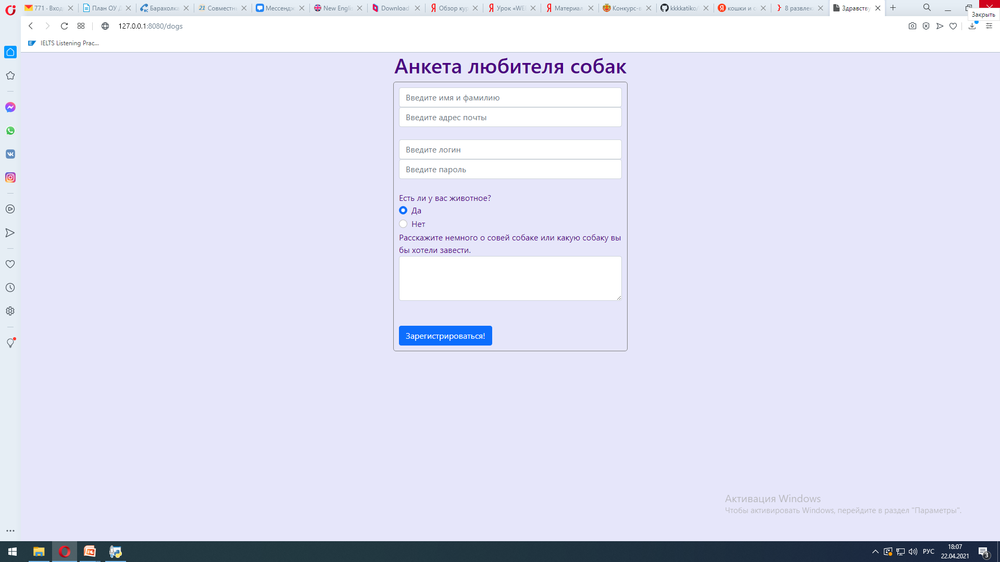 771 · Вход
План ОУ Д
Барахолка
Совместн
Мессендж
New Englis
Download
Обзор кур
Урок «WEB
Материал
Конкурс-в
kkkkatiko/
кошки и с
8 развлек
Здравству
Закрыть
127.0.0.1:8080/dogs
IELTS Listening Prac...
Анкета любителя собак
Введите имя и фамилию
Введите адрес почты
Введите логин
Введите пароль
Есть ли у вас животное?
Да
Нет
Расскажите немного о совей собаке или какую собаку вы
бы хотели завести.
Зарегистрироваться!
Активация Windows
Чтобы активировать Windows, перейдите в раздел "Параметры".
РУС
18:07
22.04.2021
3